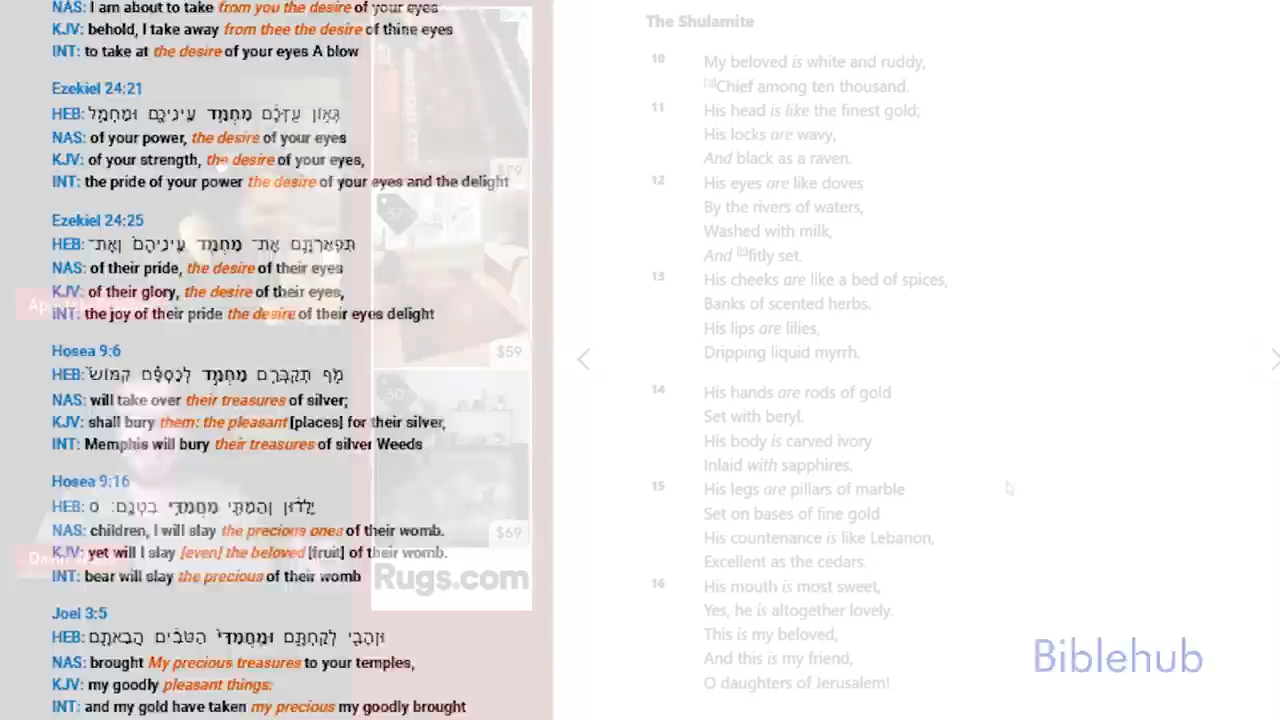 NAS: I am about to take from you the desire of your eyes
KJV: behold, I take away from thee the desire of thine eyes
INT: to take at the desire of your eyes A blow
Ezekiel 24:21
HEB: גְּא֣וֹן עֻזְּכֶ֔ם מַחְמַ֥ד עֵֽינֵיכֶ֖ם וּמַחְמַ֣ל
NAS: of your power, the desire of your eyes
KJV: of your strength, the desire of your eyes,
INT: the pride of your power the desire of your eyes and the delight
Ezekiel 24:25
HEB: תִּפְאַרְתָּ֑ם אֶת־ מַחְמַ֤ד עֵֽינֵיהֶם֙ וְאֶת־
NAS: of their pride, the desire of their eyes
KJV: of their glory, the desire of their eyes,
INT: the joy of their pride the desire of their eyes delight
Hosea 9:6
HEB: מֹ֣ף תְּקַבְּרֵ֑ם מַחְמַ֣ד לְכַסְפָּ֗ם קִמּוֹשׂ֙
NAS: will take over their treasures of silver;
KJV: shall bury them: the pleasant [places] for their silver,
INT: Memphis will bury their treasures of silver Weeds
Hosea 9:16
HEB: יֵֽלֵד֔וּן וְהֵמַתִּ֖י מַחֲמַדֵּ֥י בִטְנָֽם׃ ס
NAS: children, I will slay the precious ones of their womb.
KJV: yet will I slay [even] the beloved [fruit] of their womb.
INT: bear will slay the precious of their womb
Joel 3:5
HEB: וּזְהָבִ֖י לְקַחְתֶּ֑ם וּמַֽחֲמַדַּי֙ הַטֹּבִ֔ים הֲבֵאתֶ֖ם
NAS: brought My precious treasures to your temples,
KJV: my goodly pleasant things:
INT: and my gold have taken my precious my goodly brought
$79
57
$59
30
$69
Rugs.com
The Shulamite
10 My beloved is white and ruddy,
Chief among ten thousand.
11 His head is like the finest gold;
His locks are wavy,
And black as a raven.
12 His eyes are like doves
By the rivers of waters,
Washed with milk,
And fitly set.
13 His cheeks are like a bed of spices,
Banks of scented herbs.
His lips are lilies,
Dripping liquid myrrh.
14 His hands are rods of gold
Set with beryl.
His body is carved ivory
Inlaid with sapphires.
15 His legs are pillars of marble
Set on bases of fine gold
His countenance is like Lebanon,
Excellent as the cedars.
16 His mouth is most sweet,
Yes, he is altogether lovely.
This is my beloved,
And this is my friend,
O daughters of Jerusalem!
Biblehub